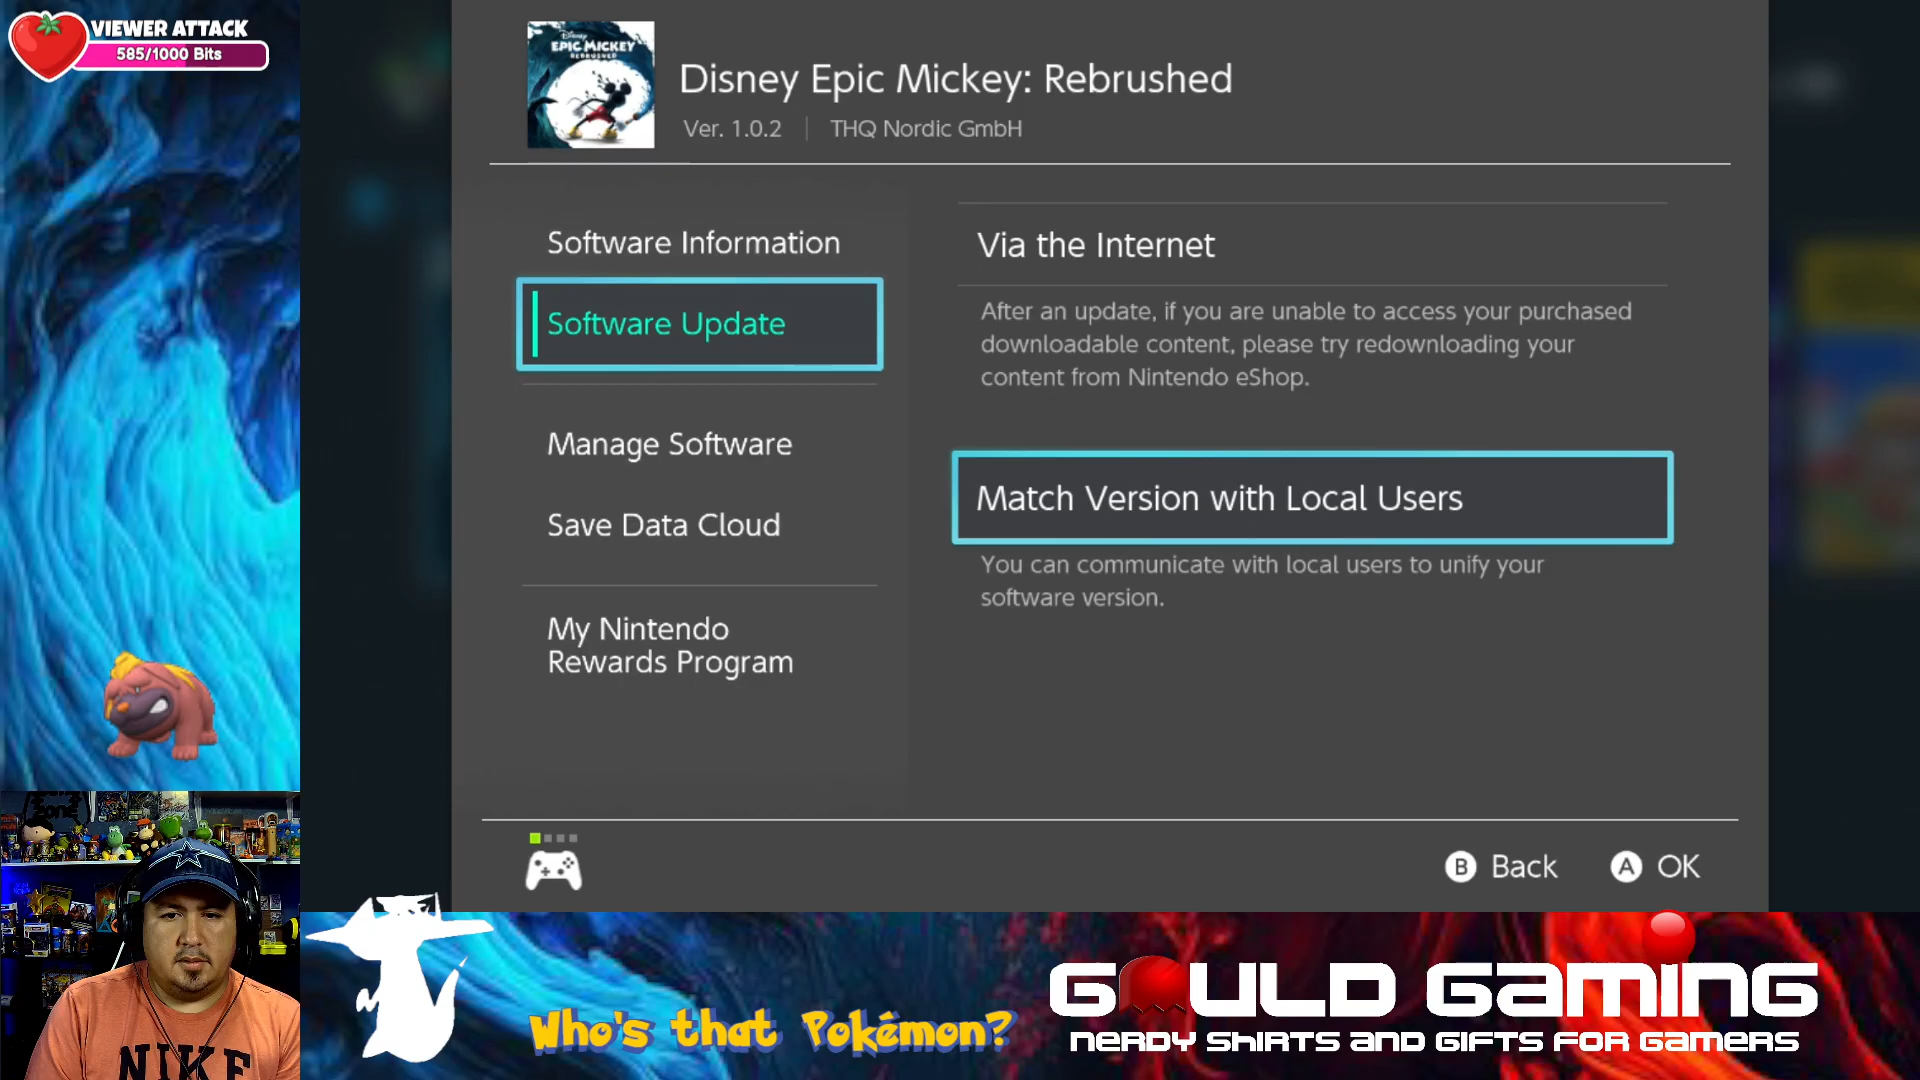 VIEWER ATTACK
585/1000 Bits
Disney
EPIC MICKEY
REBRUSHED
Disney Epic Mickey: Rebrushed
Ver. 1.0.2 | THQ Nordic GmbH
Software Information
Software Update
Manage Software
Save Data Cloud
My Nintendo
Rewards Program
Via the Internet
After an update, if you are unable to access your purchased
downloadable content, please try redownloading your
content from Nintendo eShop.
Match Version with Local Users
You can communicate with local users to unify your
software version.
B Back
A OK
NIKE
Who's that Pokémon?
GOULD GAMING
NERDY SHIRTS AND GIFTS FOR GAMERS